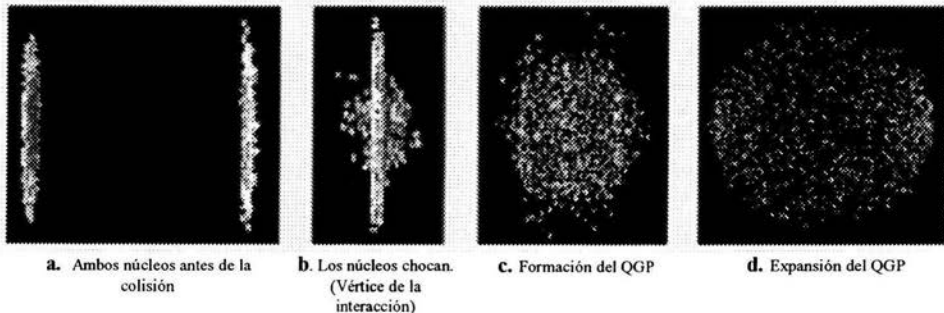 a. Ambos núcleos antes de la
colisión
b. Los núcleos chocan.
(Vértice de la
interacción)
c. Formación del QGP
d. Expansión del QGP